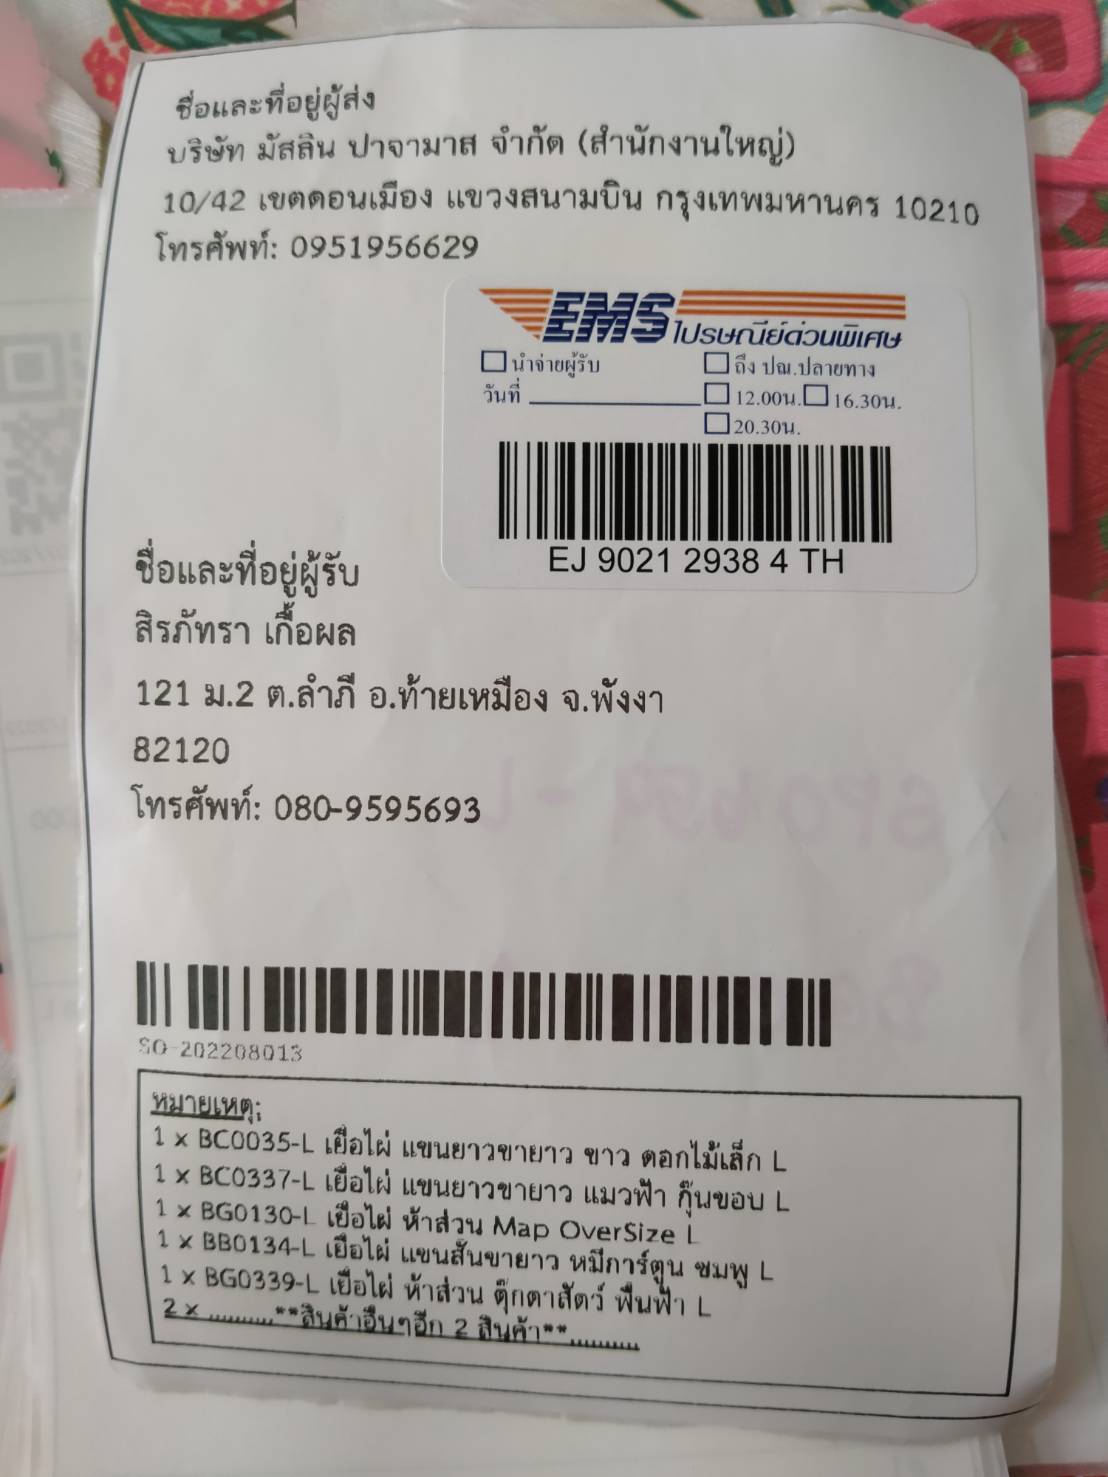 ชื่อและที่อยู่ผู้ส่ง
บริษัท มัสลิน ปาจามาส จำกัด (สำนักงานใหญ่)
10/42 เขตดอนเมือง แขวงสนามบิน กรุงเทพมหานคร 10210
โทรศัพท์: 0951956629
EMS ไปรษณีย์ด่วนพิเศษ
นำจ่ายผู้รับ ถึง ปณ.ปลายทาง
วันที่ 12.00น. 16.30น.
20.30น.
EJ 9021 2938 4 TH
ชื่อและที่อยู่ผู้รับ
สิรภัทรา เกื้อผล
121 ม.2 ต.ลำภี อ.ท้ายเหมือง จ.พังงา
82120
โทรศัพท์: 080-9595693
SO-202208013
หมายเหตุ:
1 x BC0035-L เยื่อไผ่ แขนยาวขายาว ขาว ดอกไม้เล็ก L
1 x BC0337-L เยื่อไผ่ แขนยาวขายาว แมวฟ้า กุ๊นขอบ L
1 x BG0130-L เยื่อไผ่ ห้าส่วน Map OverSize L
1 x BB0134-L เยื่อไผ่ แขนสั้นขายาว หมีการ์ตูน ชมพู L
1 x BG0339-L เยื่อไผ่ ห้าส่วน ตุ๊กตาสัตว์ พื้นฟ้า L
2 x ..........**สินค้าอื่นๆอีก 2 สินค้า**...........